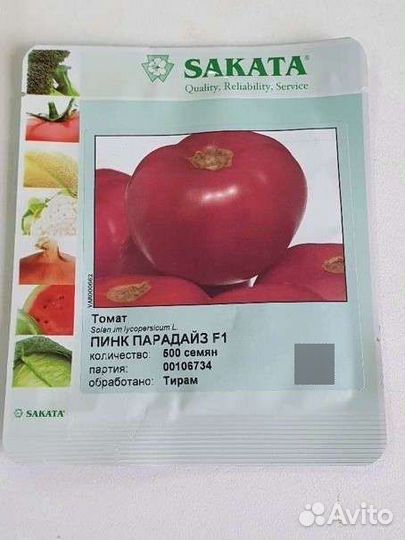 SAKATA®
Quality, Reliability, Service
VAR000662
Томат
Solanum lycopersicum L.
ПИНК ПАРАДАЙЗ F1
количество: 500 семян
партия: 00106734
обработано: Тирам
SAKATA®
Avito